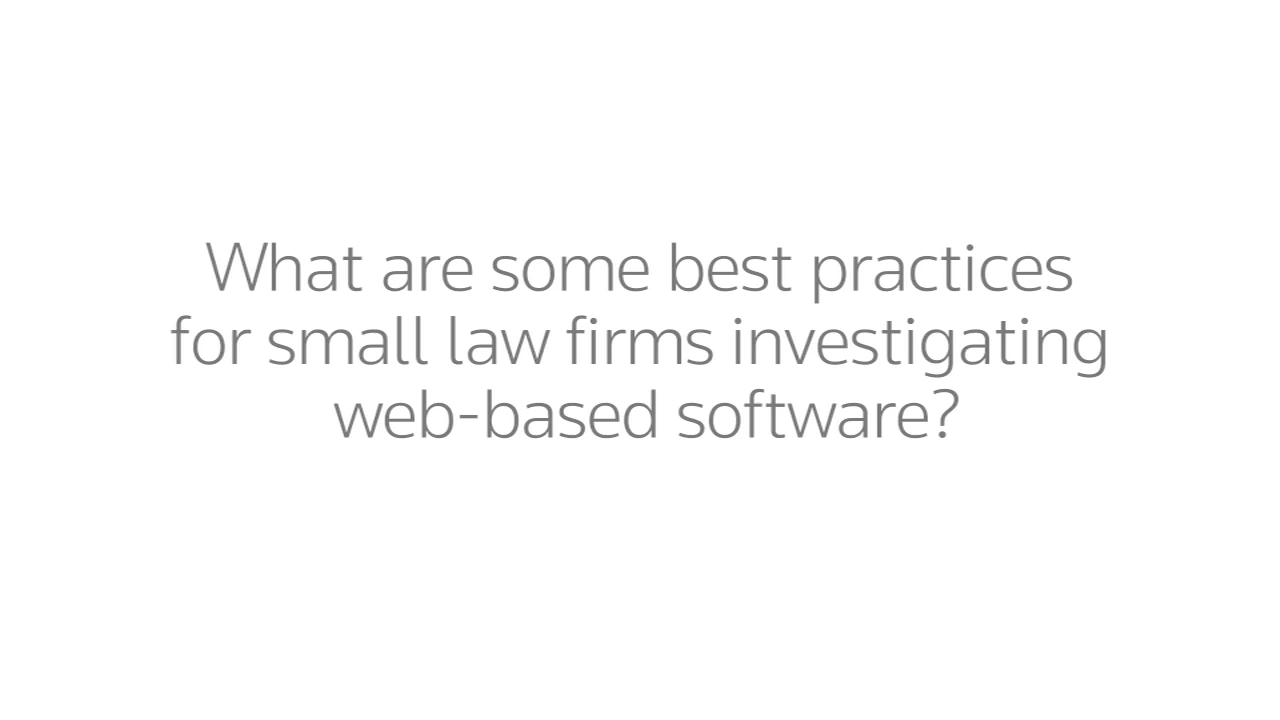 What are some best practices
for small law firms investigating
web-based software?